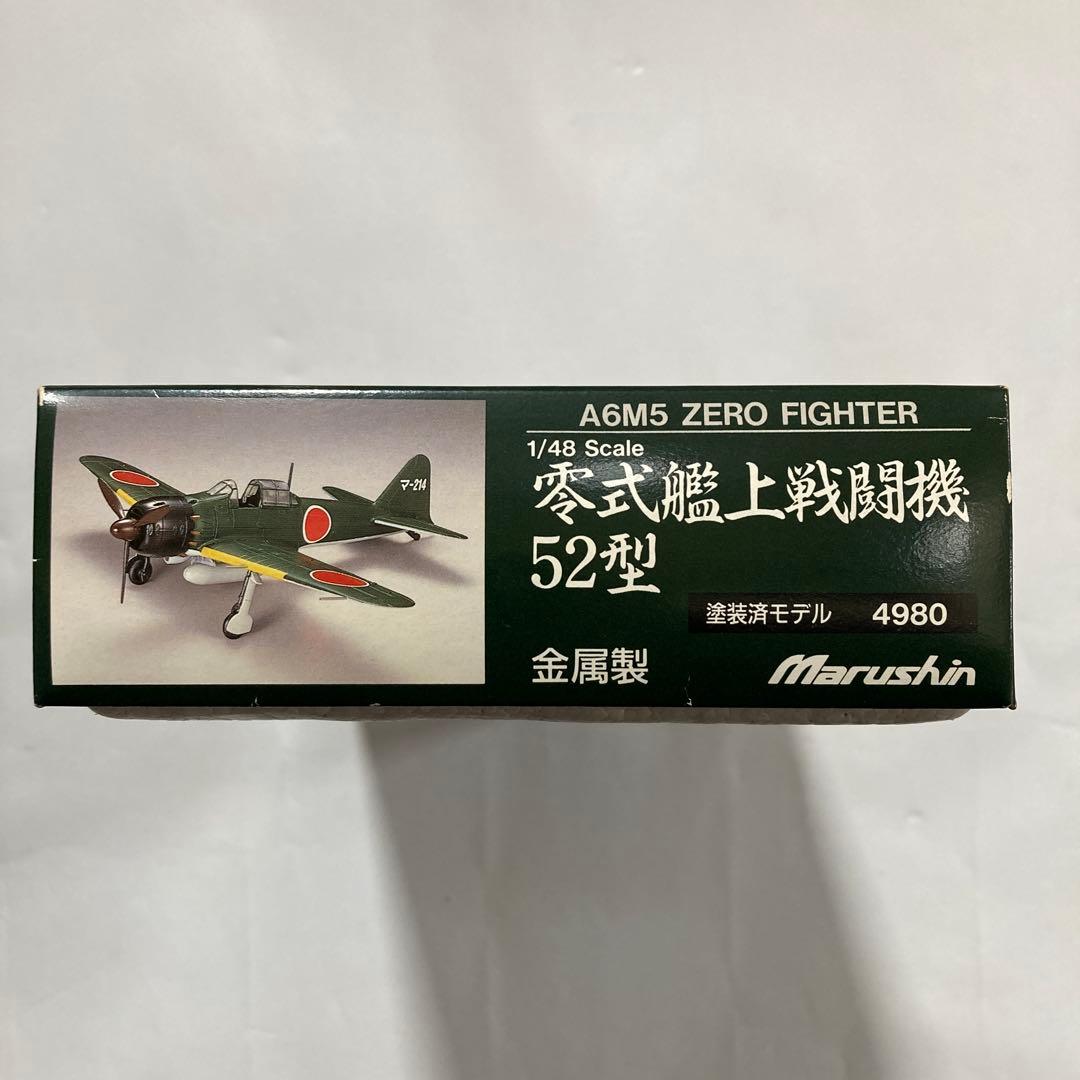 A6M5 ZERO FIGHTER
1/48 Scale
零式艦上戦闘機
52型
塗装済モデル 4980
金属製
Marushin
マ-214